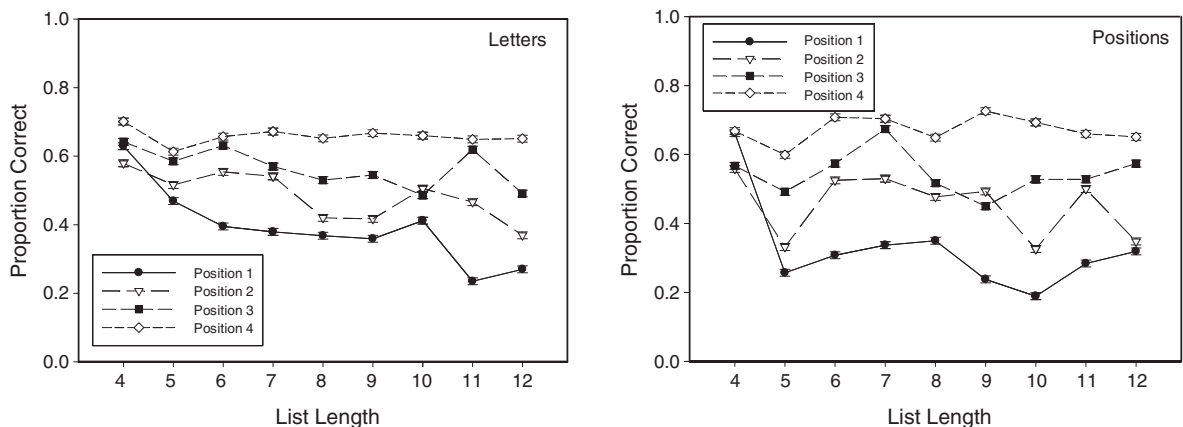 Letters
Proportion Correct
1.0
0.8
0.6
0.4
0.2
0.0
Position 1
Position 2
Position 3
Position 4
4 5 6 7 8 9 10 11 12
List Length
Positions
Proportion Correct
1.0
0.8
0.6
0.4
0.2
0.0
Position 1
Position 2
Position 3
Position 4
4 5 6 7 8 9 10 11 12
List Length